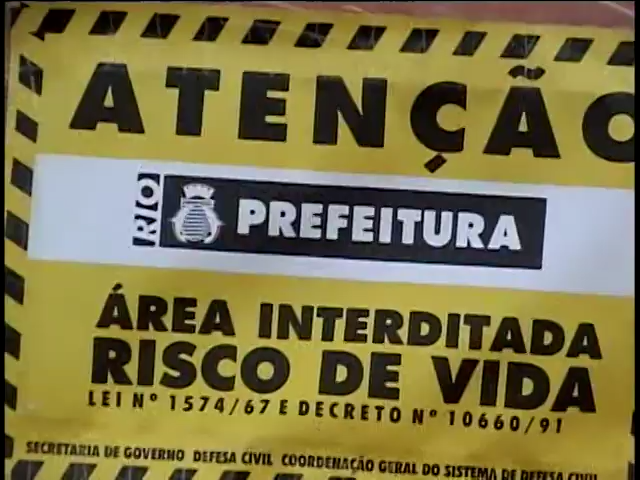 ATENÇÃO
RIO PREFEITURA
ÁREA INTERDITADA
RISCO DE VIDA
LEI Nº 1574/67 E DECRETO Nº 10660/91
SECRETARIA DE GOVERNO DEFESA CIVIL COORDENAÇÃO GERAL DO SISTEMA DE DEFESA CIVIL